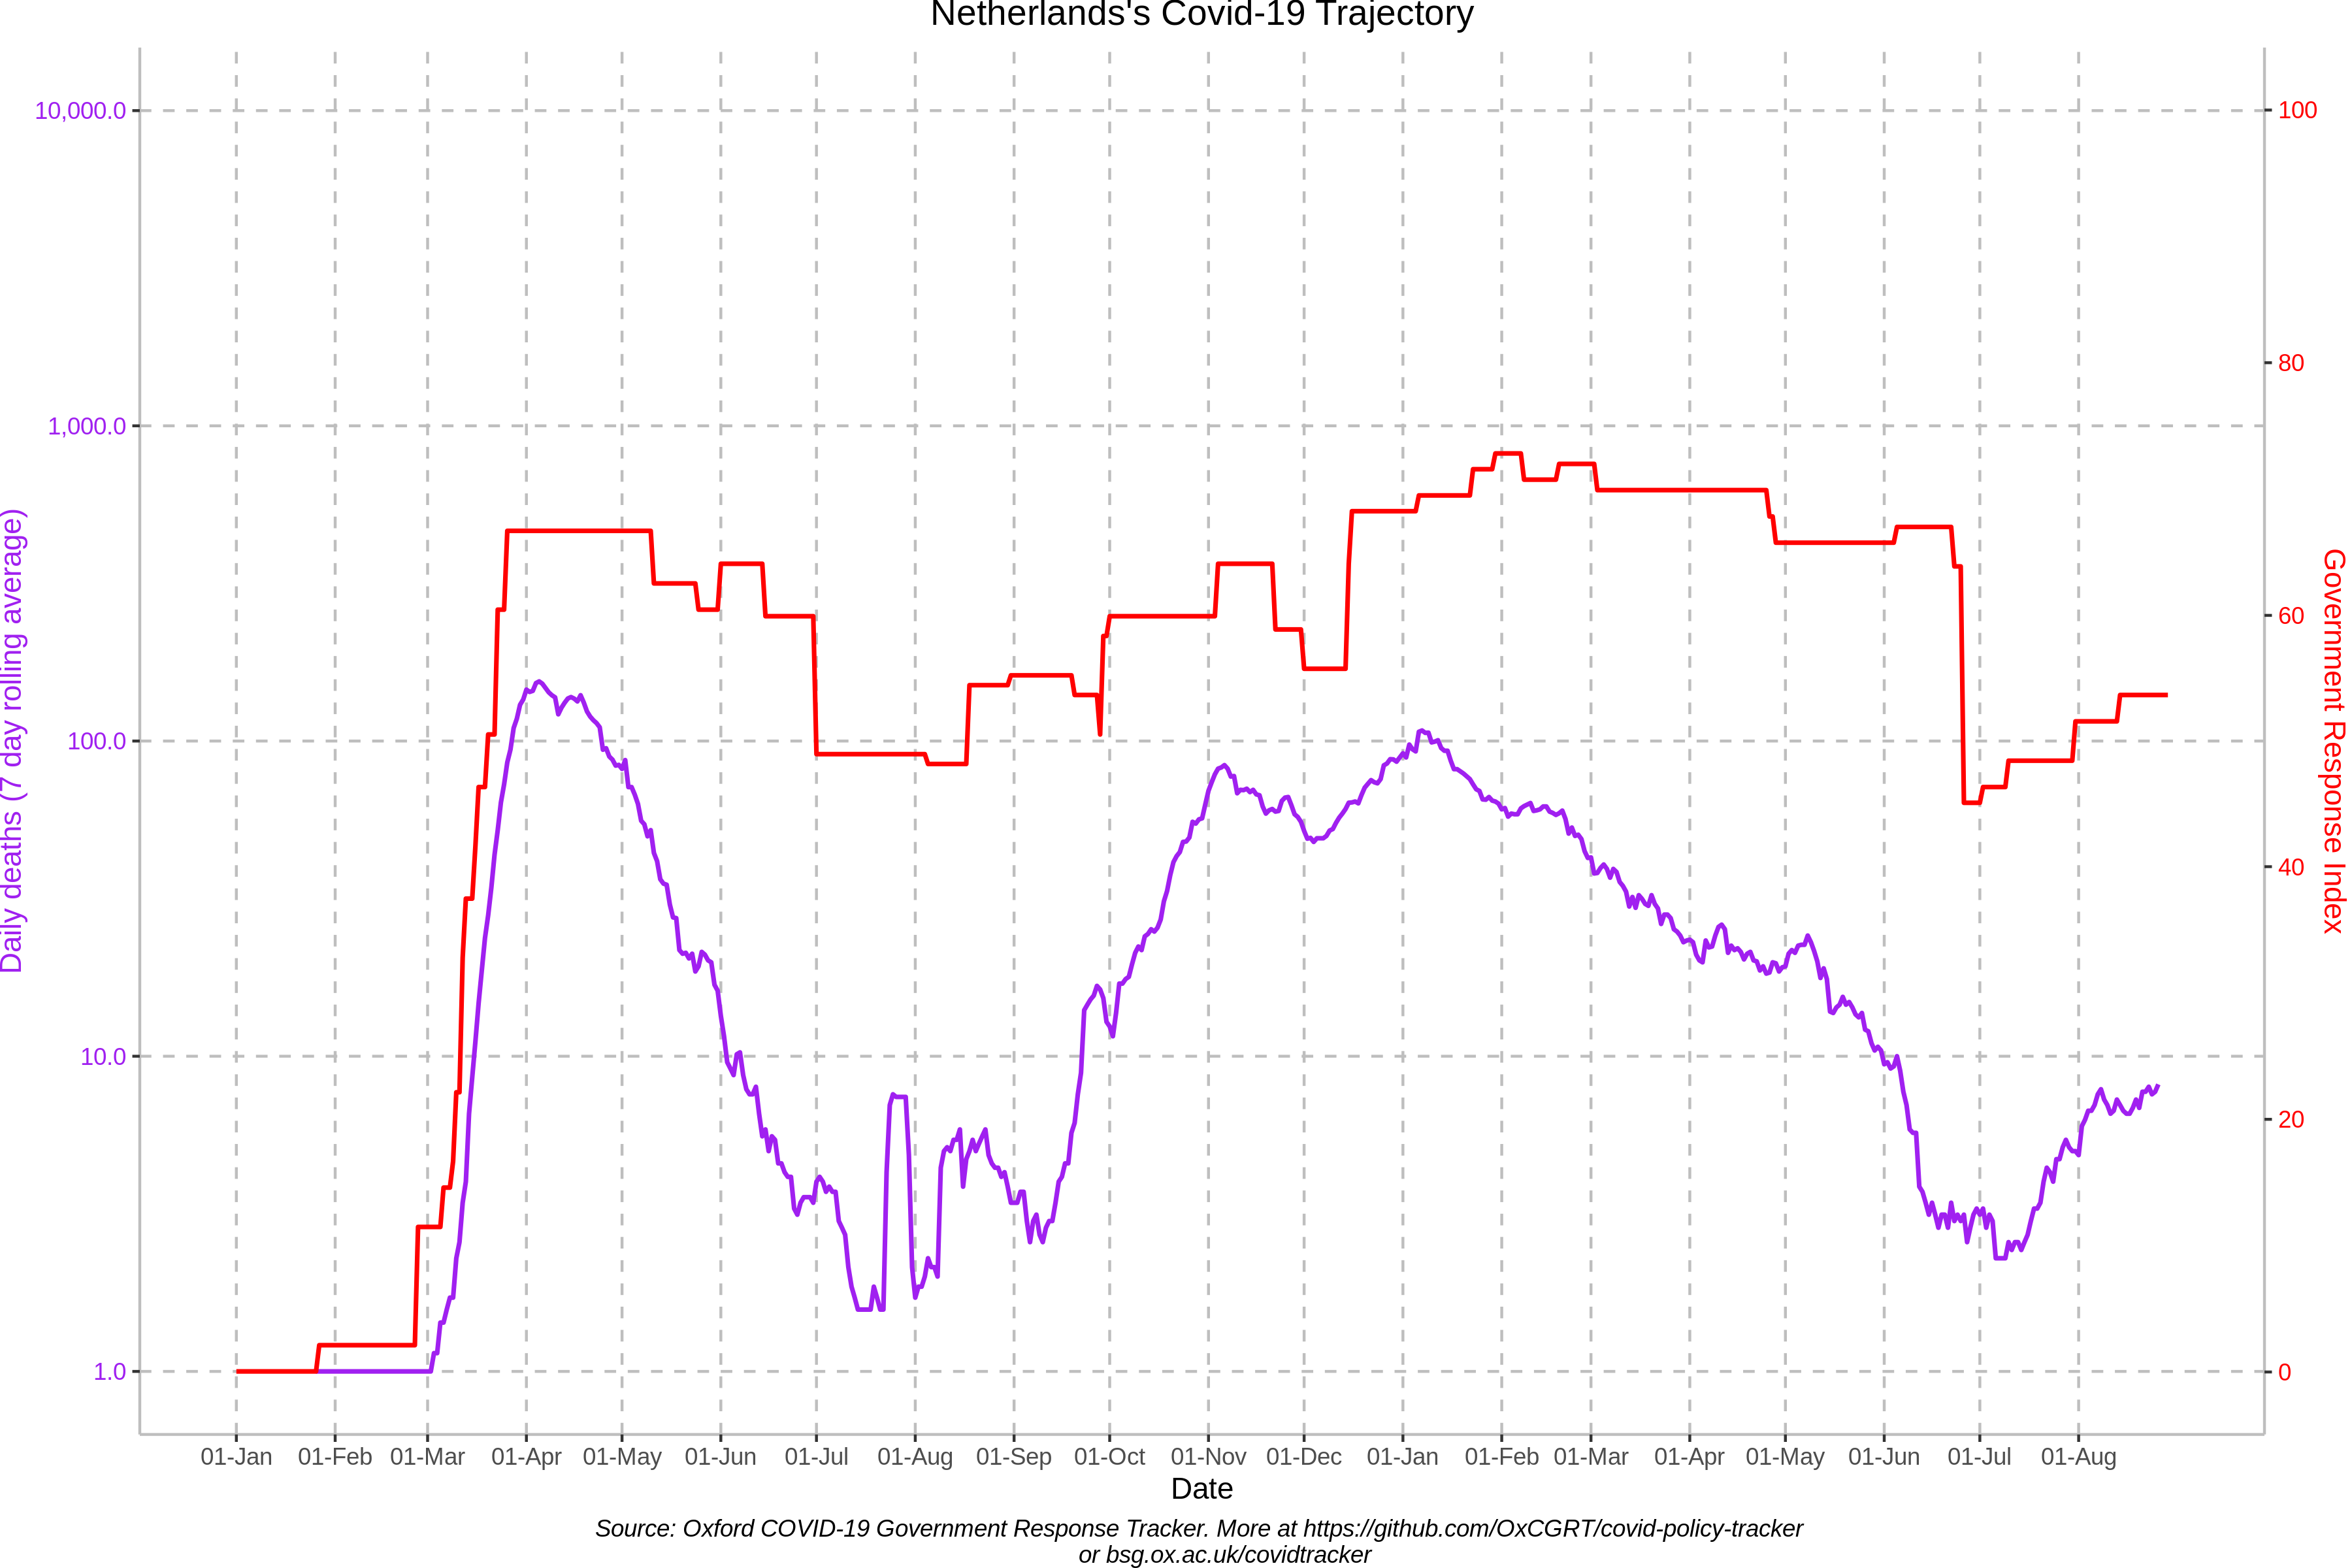 Netherlands's Covid-19 Trajectory
10,000.0
1,000.0
100.0
10.0
1.0
Daily deaths (7 day rolling average)
100
80
60
40
20
0
Government Response Index
01-Jan 01-Feb 01-Mar 01-Apr 01-May 01-Jun 01-Jul 01-Aug 01-Sep 01-Oct 01-Nov 01-Dec 01-Jan 01-Feb 01-Mar 01-Apr 01-May 01-Jun 01-Jul 01-Aug
Date
Source: Oxford COVID-19 Government Response Tracker. More at https://github.com/OxCGRT/covid-policy-tracker
or bsg.ox.ac.uk/covidtracker